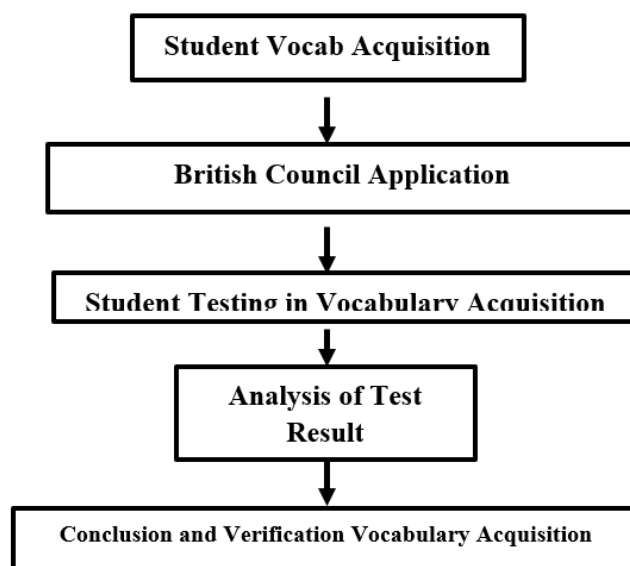 Student Vocab Acquisition
British Council Application
Student Testing in Vocabulary Acquisition
Analysis of Test
Result
Conclusion and Verification Vocabulary Acquisition